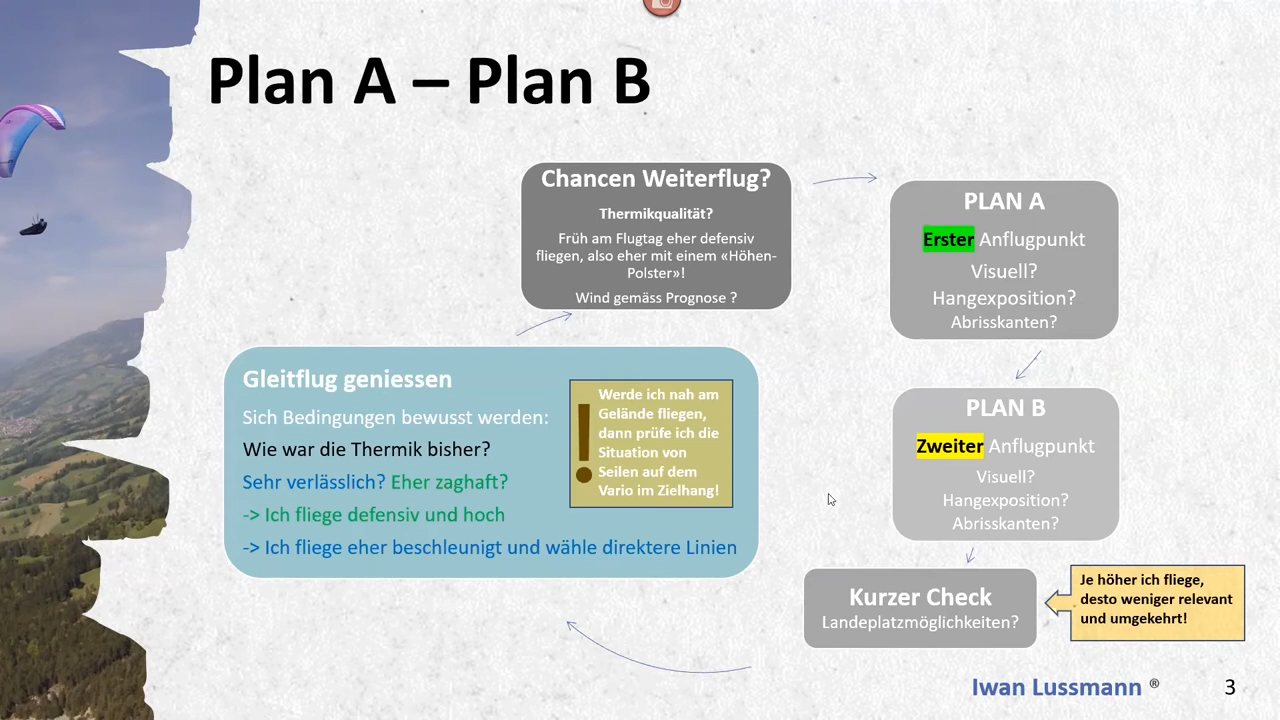 Plan A – Plan B
Chancen Weiterflug?
Thermikqualität?
Früh am Flugtag eher defensiv
fliegen, also eher mit einem «Höhen-
Polster»!
Wind gemäss Prognose ?
PLAN A
Erster Anflugpunkt
Visuell?
Hangexposition?
Abrisskanten?
PLAN B
Zweiter Anflugpunkt
Visuell?
Hangexposition?
Abrisskanten?
Kurzer Check
Landeplatzmöglichkeiten?
Je höher ich fliege,
desto weniger relevant
und umgekehrt!
Gleitflug geniessen
Sich Bedingungen bewusst werden:
Wie war die Thermik bisher?
Sehr verlässlich? Eher zaghaft?
-> Ich fliege defensiv und hoch
-> Ich fliege eher beschleunigt und wähle direktere Linien
!
Werde ich nah am
Gelände fliegen,
dann prüfe ich die
Situation von
Seilen auf dem
Vario im Zielhang!
Iwan Lussmann ®
3